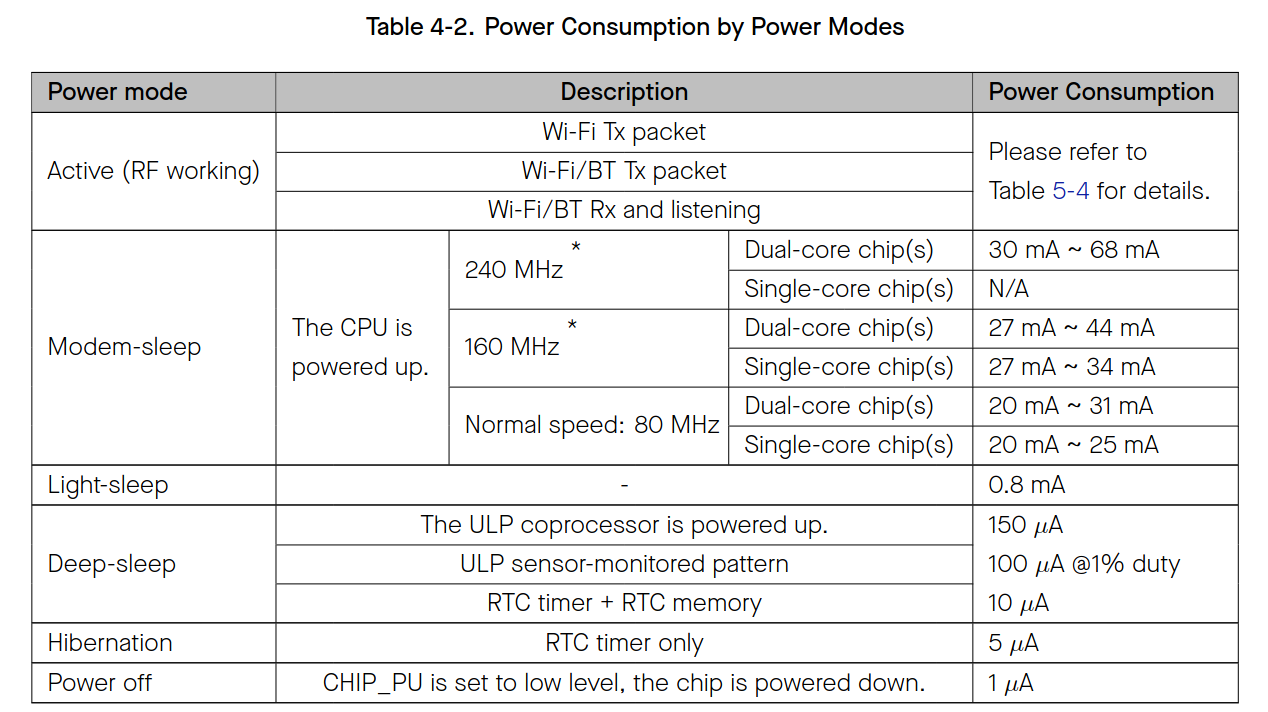 Table 4-2. Power Consumption by Power Modes
Power mode Description Power Consumption
Active (RF working)
Wi-Fi Tx packet
Wi-Fi/BT Tx packet
Wi-Fi/BT Rx and listening
Please refer to
Table 5-4 for details.
Modem-sleep
The CPU is
powered up.
240 MHz *
Dual-core chip(s) 30 mA ~ 68 mA
Single-core chip(s) N/A
160 MHz *
Dual-core chip(s) 27 mA ~ 44 mA
Single-core chip(s) 27 mA ~ 34 mA
Normal speed: 80 MHz
Dual-core chip(s) 20 mA ~ 31 mA
Single-core chip(s) 20 mA ~ 25 mA
Light-sleep - 0.8 mA
Deep-sleep
The ULP coprocessor is powered up. 150 μA
ULP sensor-monitored pattern 100 μA @1% duty
RTC timer + RTC memory 10 μA
Hibernation RTC timer only 5 μA
Power off CHIP_PU is set to low level, the chip is powered down. 1 μA